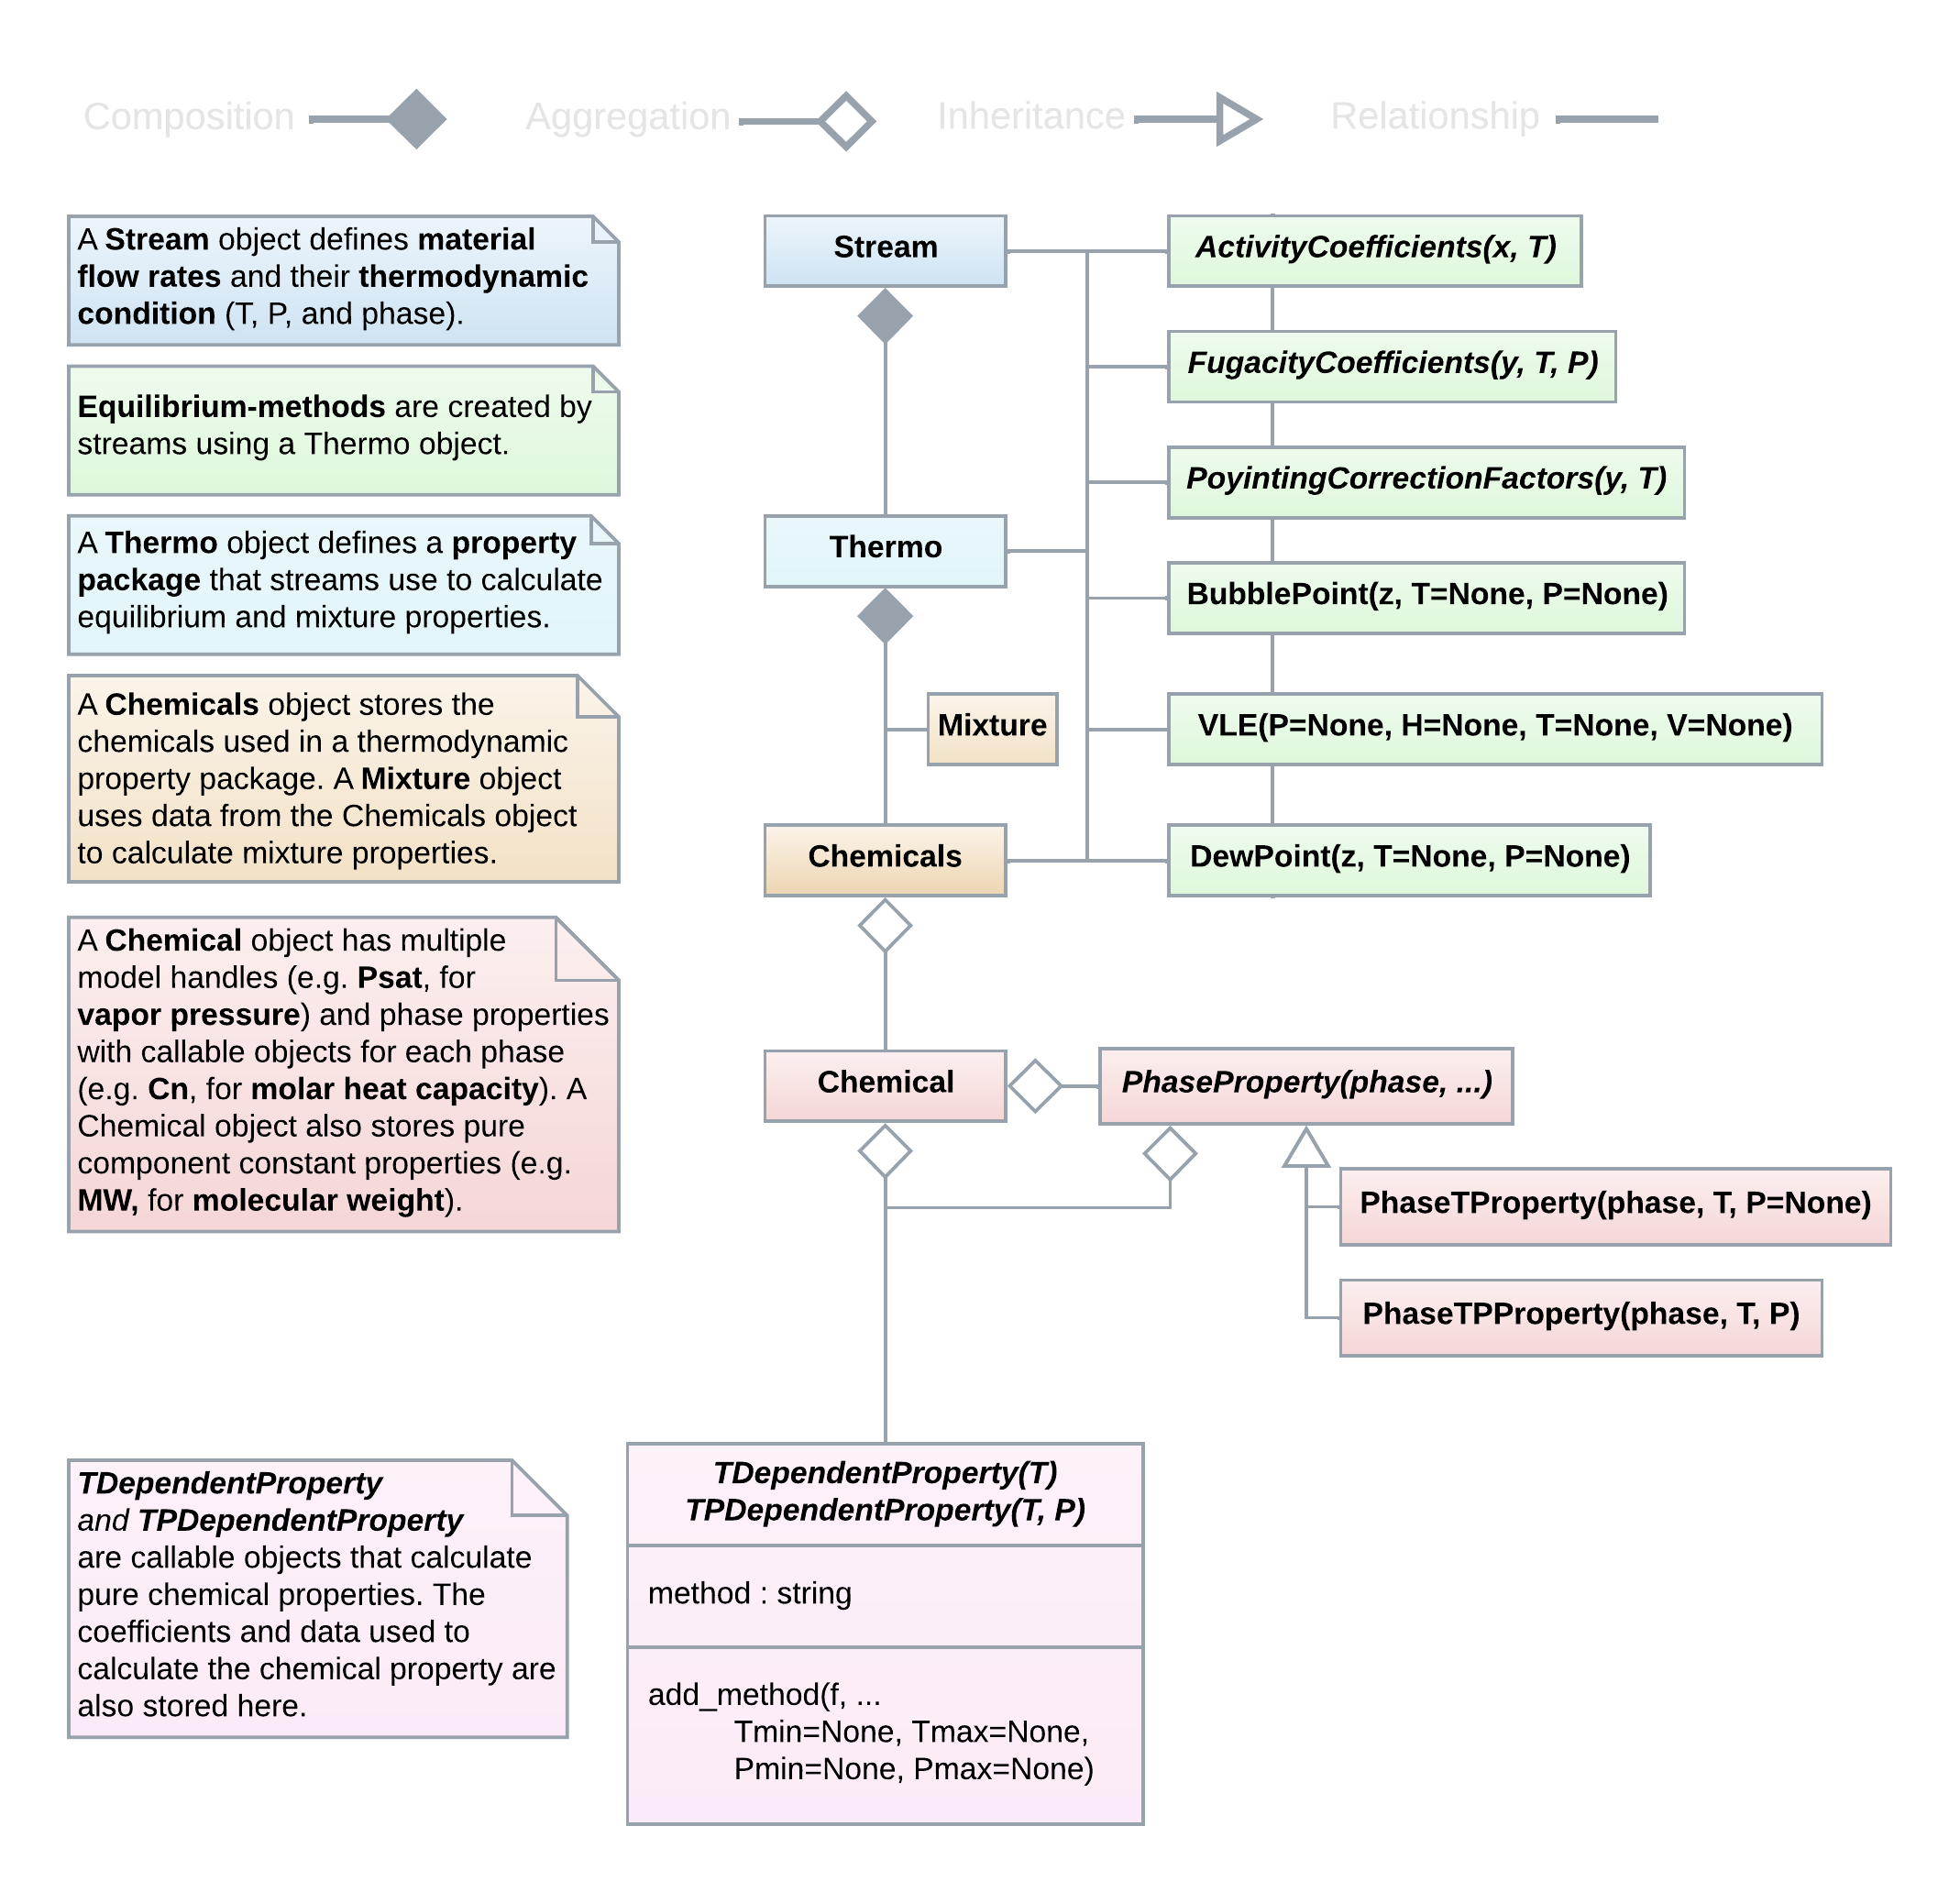 Composition
Aggregation
Inheritance
Relationship
A Stream object defines material
flow rates and their thermodynamic
condition (T, P, and phase).
Equilibrium-methods are created by
streams using a Thermo object.
A Thermo object defines a property
package that streams use to calculate
equilibrium and mixture properties.
A Chemicals object stores the
chemicals used in a thermodynamic
property package. A Mixture object
uses data from the Chemicals object
to calculate mixture properties.
A Chemical object has multiple
model handles (e.g. Psat, for
vapor pressure) and phase properties
with callable objects for each phase
(e.g. Cn, for molar heat capacity). A
Chemical object also stores pure
component constant properties (e.g.
MW, for molecular weight).
TDependentProperty
and TPDependentProperty
are callable objects that calculate
pure chemical properties. The
coefficients and data used to
calculate the chemical property are
also stored here.
Stream
Thermo
Mixture
Chemicals
Chemical
ActivityCoefficients(x, T)
FugacityCoefficients(y, T, P)
PoyintingCorrectionFactors(y, T)
BubblePoint(z, T=None, P=None)
VLE(P=None, H=None, T=None, V=None)
DewPoint(z, T=None, P=None)
PhaseProperty(phase, ...)
PhaseTProperty(phase, T, P=None)
PhaseTPProperty(phase, T, P)
TDependentProperty(T)
TPDependentProperty(T, P)
method : string
add_method(f, ...
Tmin=None, Tmax=None,
Pmin=None, Pmax=None)